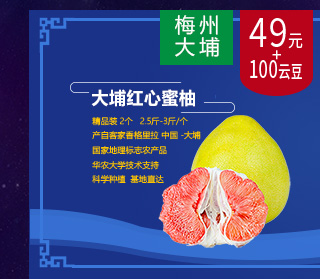 梅州
大埔
49元
+
100云豆
大埔红心蜜柚
精品装 2个 2.5斤-3斤/个
产自客家香格里拉 中国 -大埔
国家地理标志农产品
华农大学技术支持
科学种植 基地直达